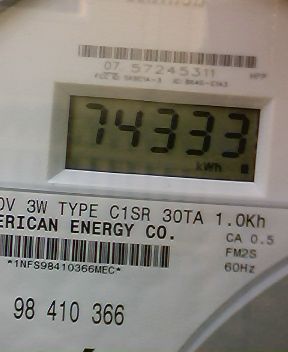 07 57245311
HPP
74333
kWh
0V 3W TYPE C1SR 30TA 1.0Kh
ERICAN ENERGY CO.
CA 0.5
FM2S
*1NFS98410366MEC*
60Hz
98 410 366